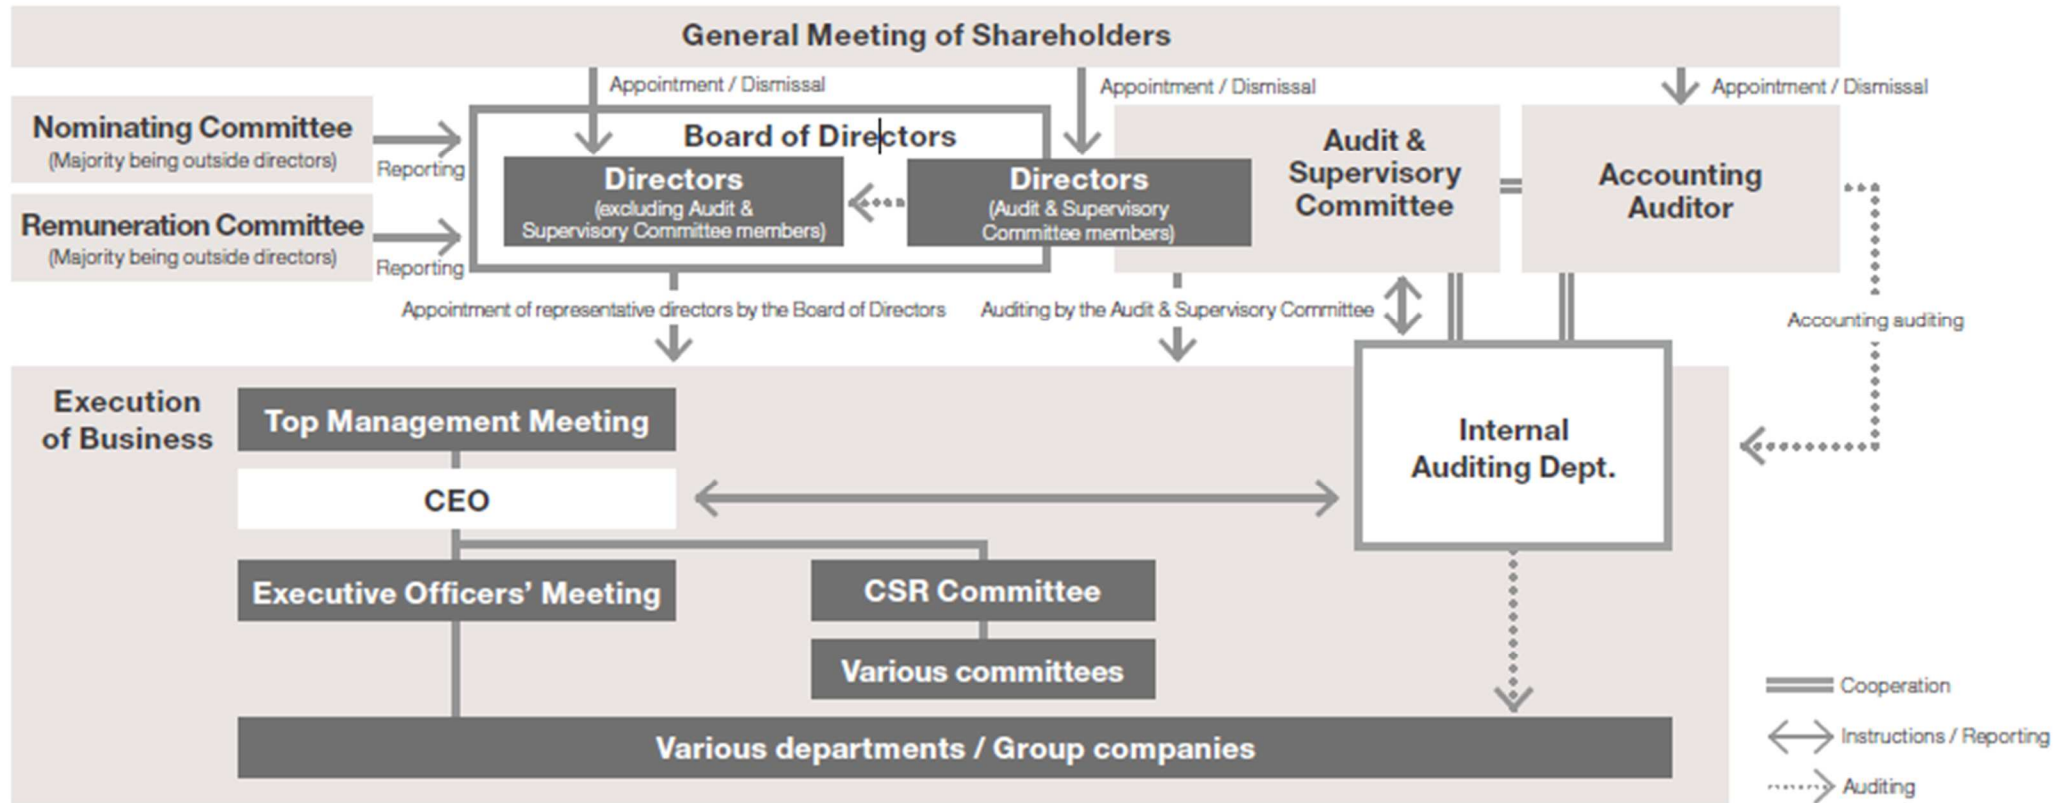 General Meeting of Shareholders
Appointment / Dismissal
Appointment / Dismissal
Appointment / Dismissal
Nominating Committee
(Majority being outside directors)
Reporting
Remuneration Committee
(Majority being outside directors)
Reporting
Board of Directors
Directors
(excluding Audit &
Supervisory Committee members)
Directors
(Audit & Supervisory
Committee members)
Audit &
Supervisory
Committee
Accounting
Auditor
Appointment of representative directors by the Board of Directors
Auditing by the Audit & Supervisory Committee
Accounting auditing
Execution
of Business
Top Management Meeting
CEO
Internal
Auditing Dept.
Executive Officers’ Meeting
CSR Committee
Various committees
Various departments / Group companies
Cooperation
Instructions / Reporting
Auditing